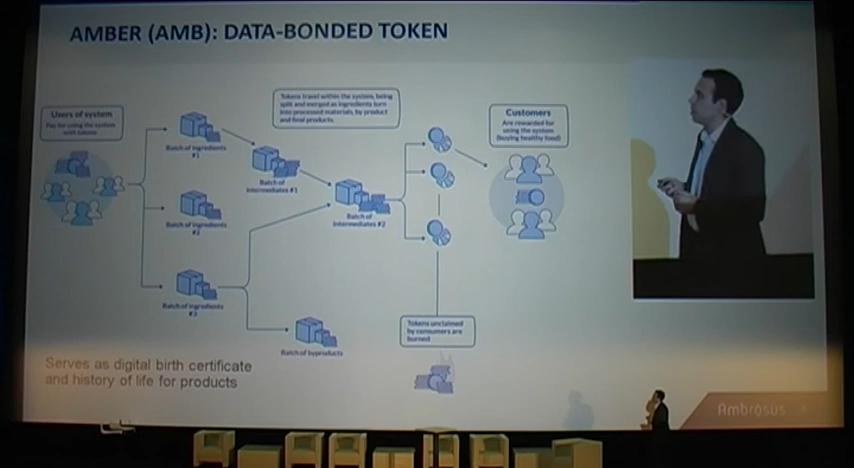 AMBER (AMB): DATA-BONDED TOKEN
Users of system
Pay for using the system
with tokens
Tokens travel within the system, being
split and merged as ingredients turn
into processed materials, by product
and final products.
Customers
Are rewarded for
using the system
(buying healthy food)
Batch of ingredients
#1
Batch of
intermediates #1
Batch of ingredients
#2
Batch of
intermediates #2
Batch of ingredients
#3
Batch of byproducts
Tokens unclaimed
by consumers are
burned
Serves as digital birth certificate
and history of life for products
Ambrosus